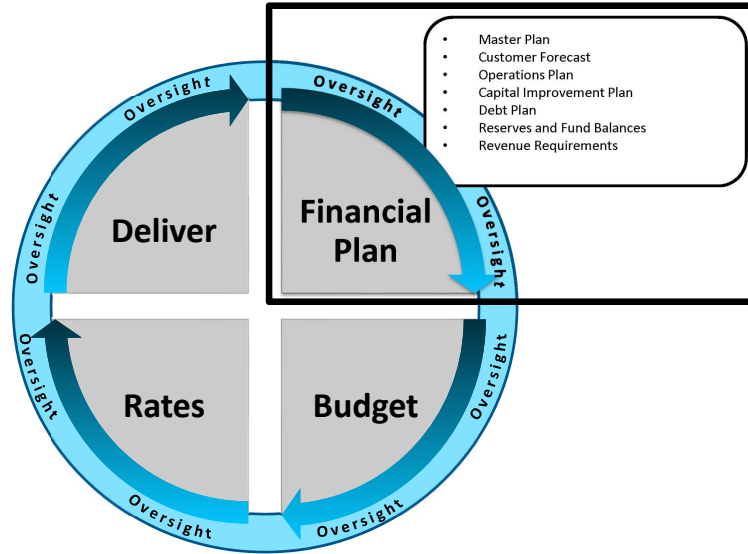 • Master Plan
• Customer Forecast
• Operations Plan
• Capital Improvement Plan
• Debt Plan
• Reserves and Fund Balances
• Revenue Requirements
Oversight
Oversight
Oversight
Oversight
Deliver
Financial
Plan
Oversight
Oversight
Rates
Budget
Oversight
Oversight